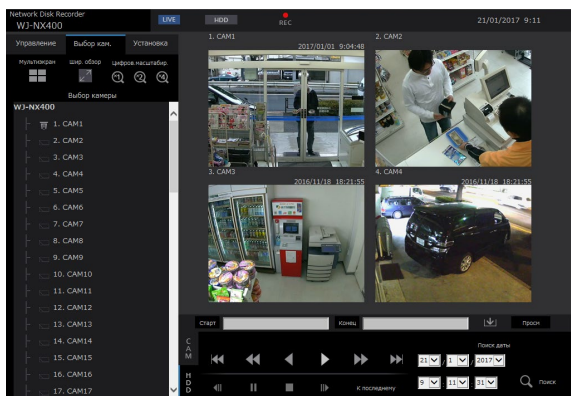 Network Disk Recorder
WJ-NX400
LIVE
HDD
REC
21/01/2017 9:11
Управление
Выбор кам.
Установка
Мультиэкран
Шир. обзор
Цифров.масштабир.
x1
x2
x4
Выбор камеры
WJ-NX400
1. CAM1
2. CAM2
3. CAM3
4. CAM4
5. CAM5
6. CAM6
7. CAM7
8. CAM8
9. CAM9
10. CAM10
11. CAM11
12. CAM12
13. CAM13
14. CAM14
15. CAM15
16. CAM16
17. CAM17
1. CAM1
2017/01/01 9:04:48
2. CAM2
3. CAM3
2016/11/18 18:21:55
4. CAM4
2016/11/18 18:21:55
Старт
Конец
Просм
CAM
HDD
Поиск даты
21 / 1 / 2017
9 : 11 : 31
К последнему
Поиск